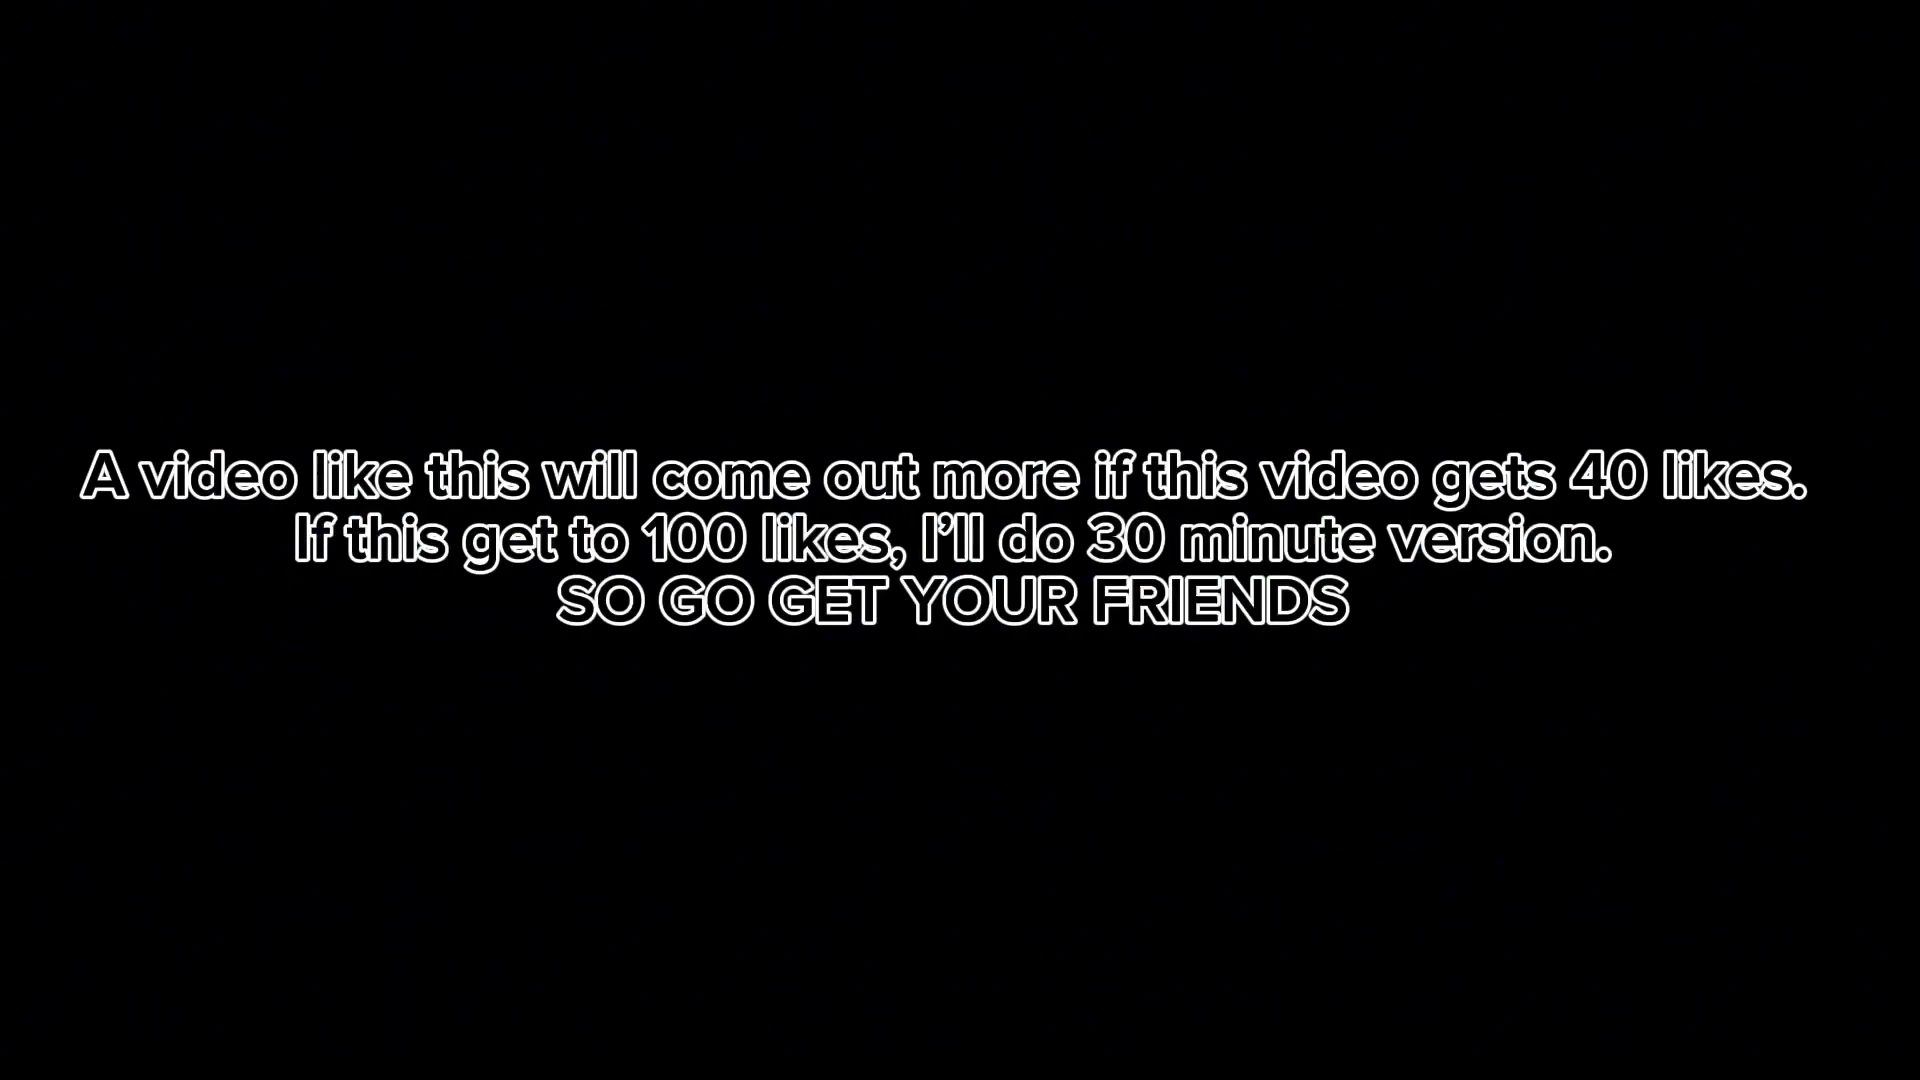 A video like this will come out more if this video gets 40 likes.
If this get to 100 likes, I’ll do 30 minute version.
SO GO GET YOUR FRIENDS